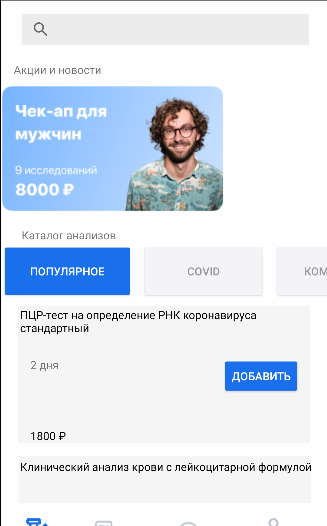 Акции и новости
Чек-ап для
мужчин
9 исследований
8000 ₽
Каталог анализов
ПОПУЛЯРНОЕ
COVID
КОМ
ПЦР-тест на определение РНК коронавируса
стандартный
2 дня
ДОБАВИТЬ
1800 ₽
Клинический анализ крови с лейкоцитарной формулой